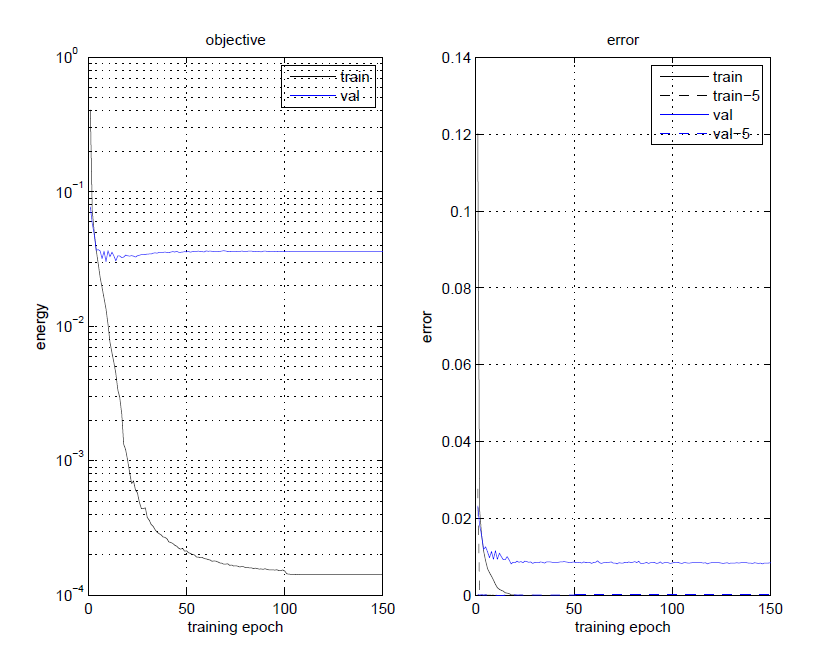 objective
10^0
10^-1
10^-2
10^-3
10^-4
energy
0
50
100
150
training epoch
train
val
error
0.14
0.12
0.1
0.08
0.06
0.04
0.02
0
error
0
50
100
150
training epoch
train
train-5
val
val-5